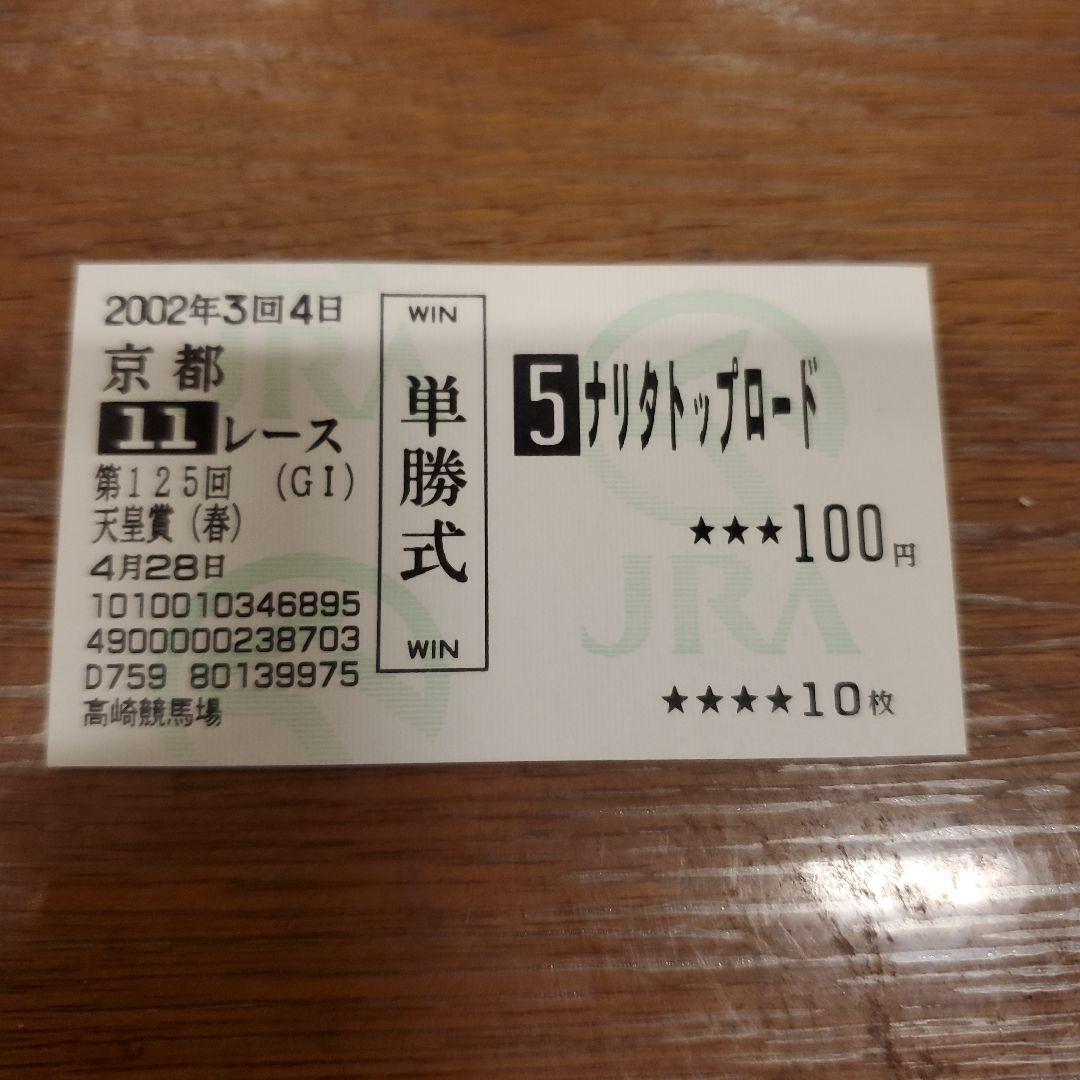 2002年3回4日
京都
11レース
第125回 (GI)
天皇賞(春)
4月28日
1010010346895
4900000238703
D759 80139975
高崎競馬場
WIN
単勝式
WIN
5ナリタトップロード
★★★100円
★★★★10枚
JRA
JRA